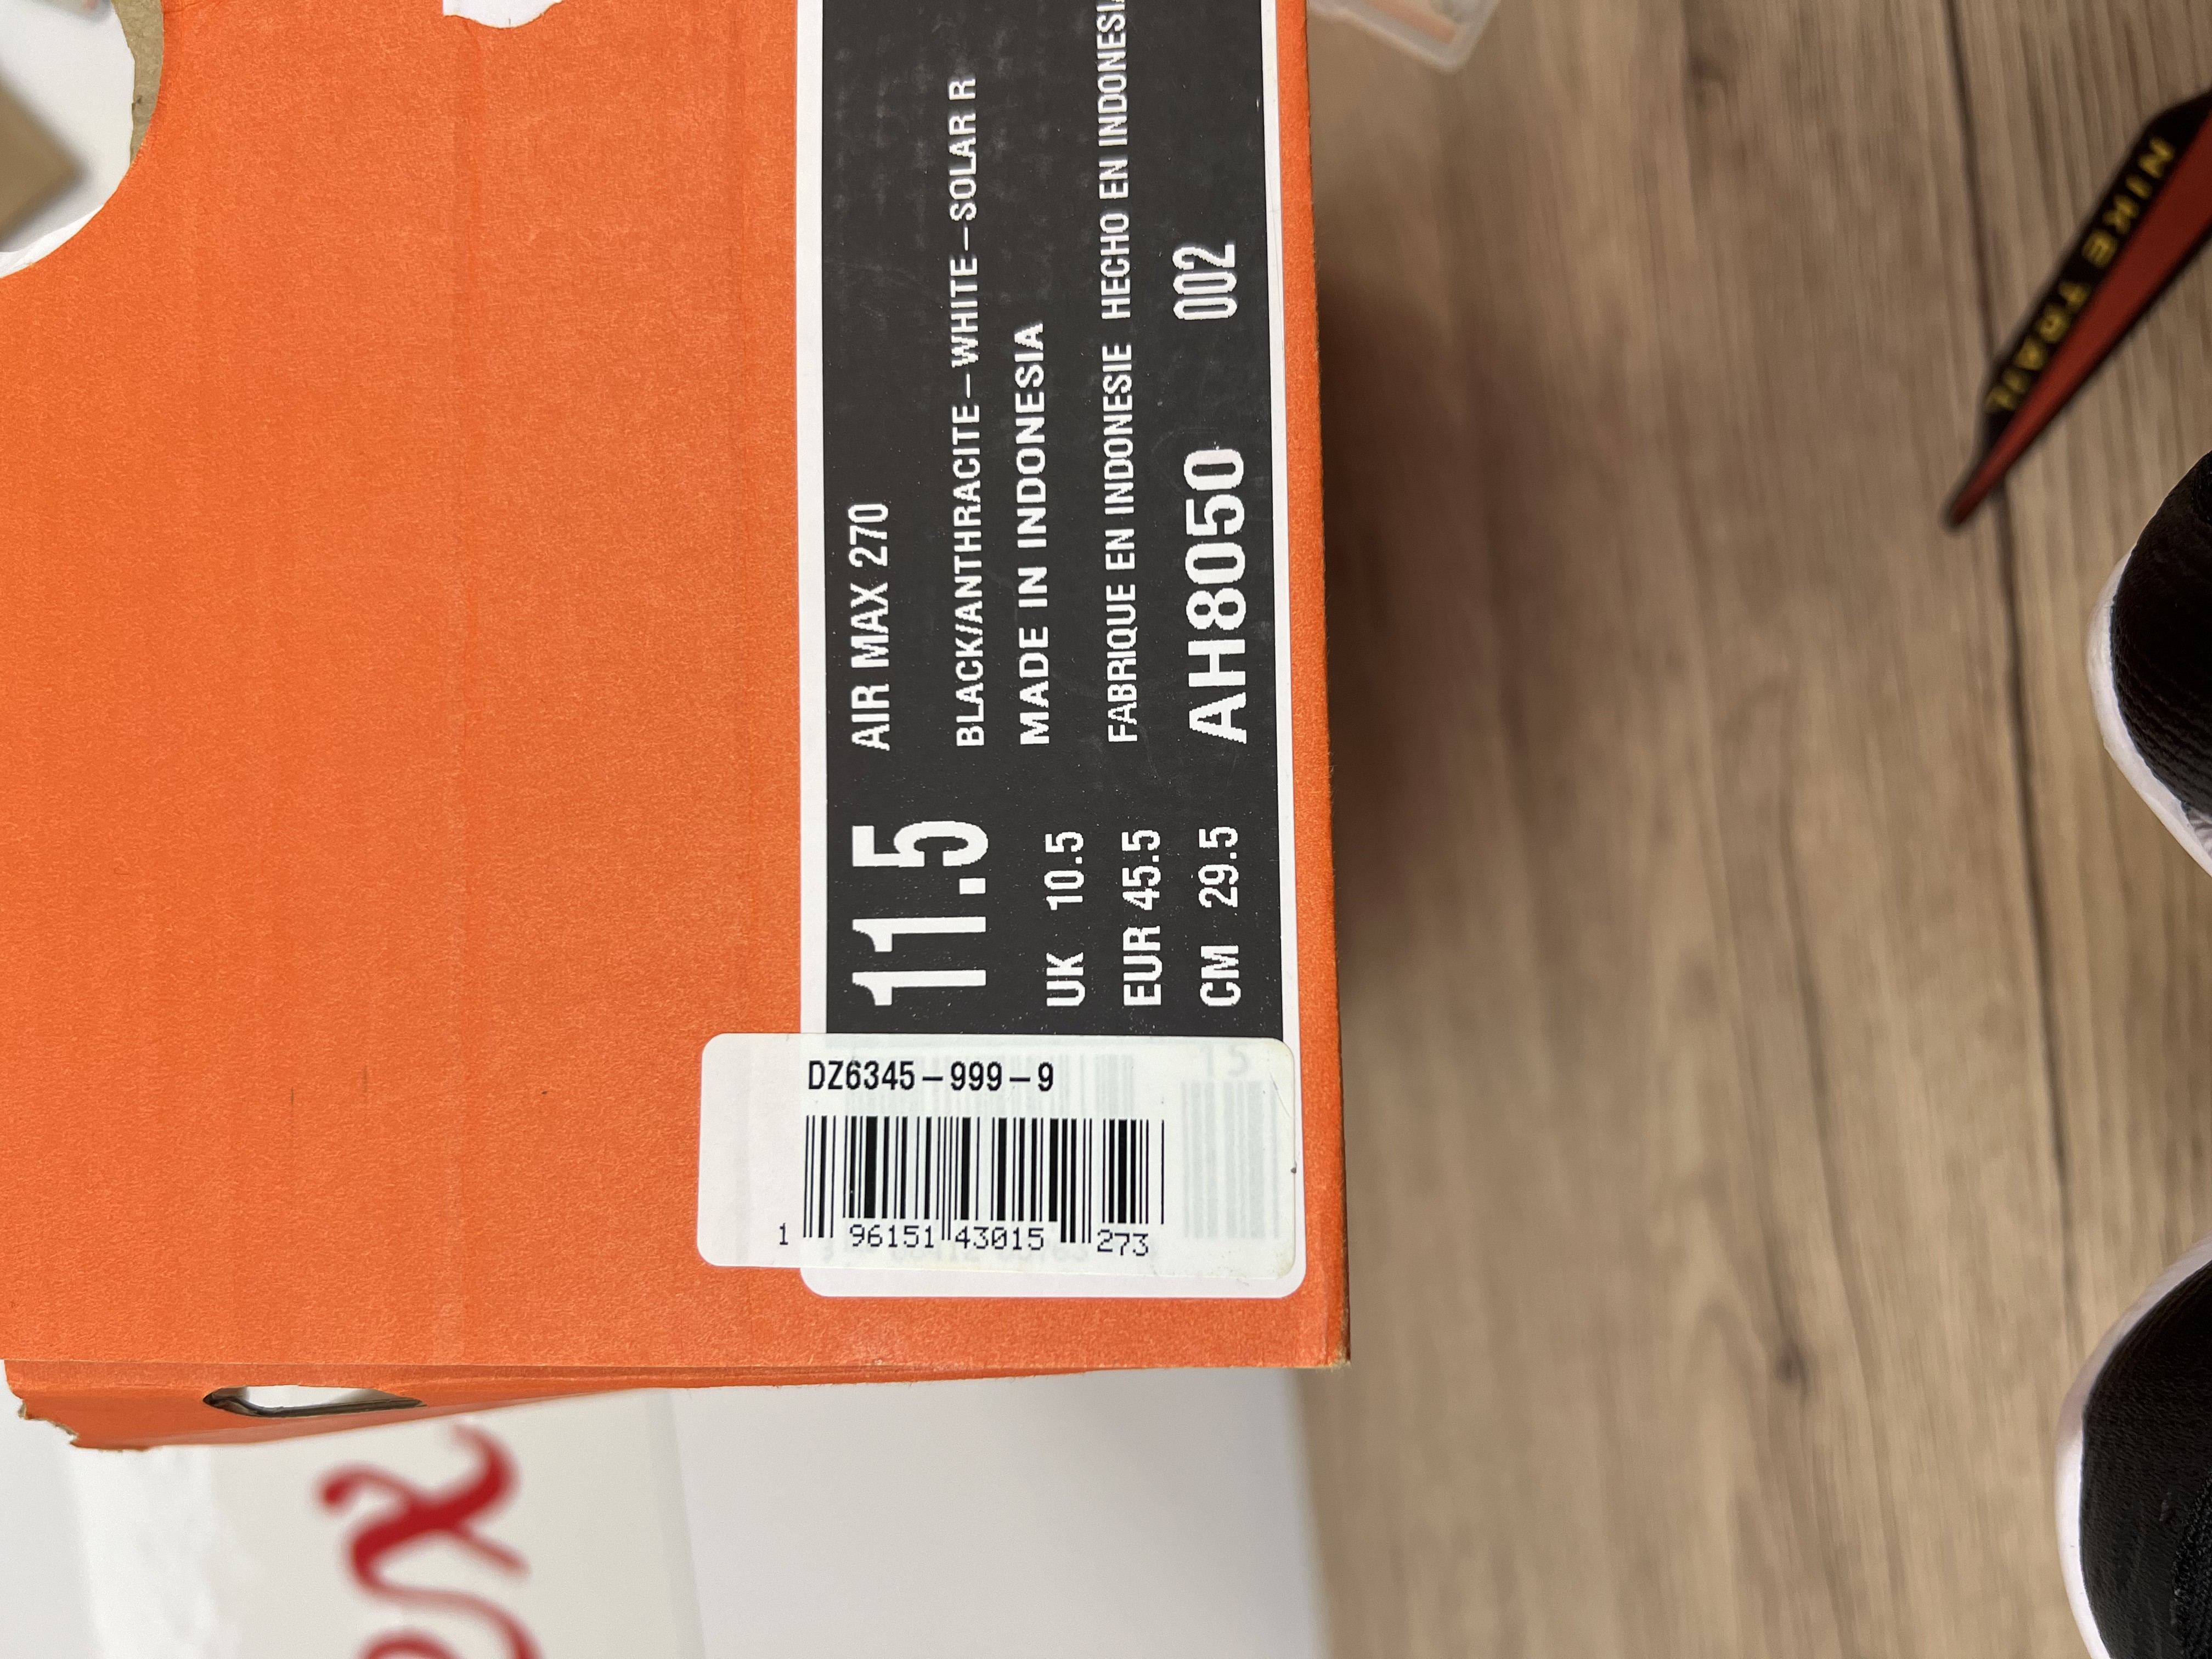 ex
DZ6345-999-9
1 96151 43015 273
11.5
AIR MAX 270
BLACK/ANTHRACITE-WHITE-SOLAR R
MADE IN INDONESIA
UK 10.5
FABRIQUE EN INDONESIE HECHO EN INDONESIA
EUR 45.5
CM 29.5
AH8050 002
NIKE TRAIL